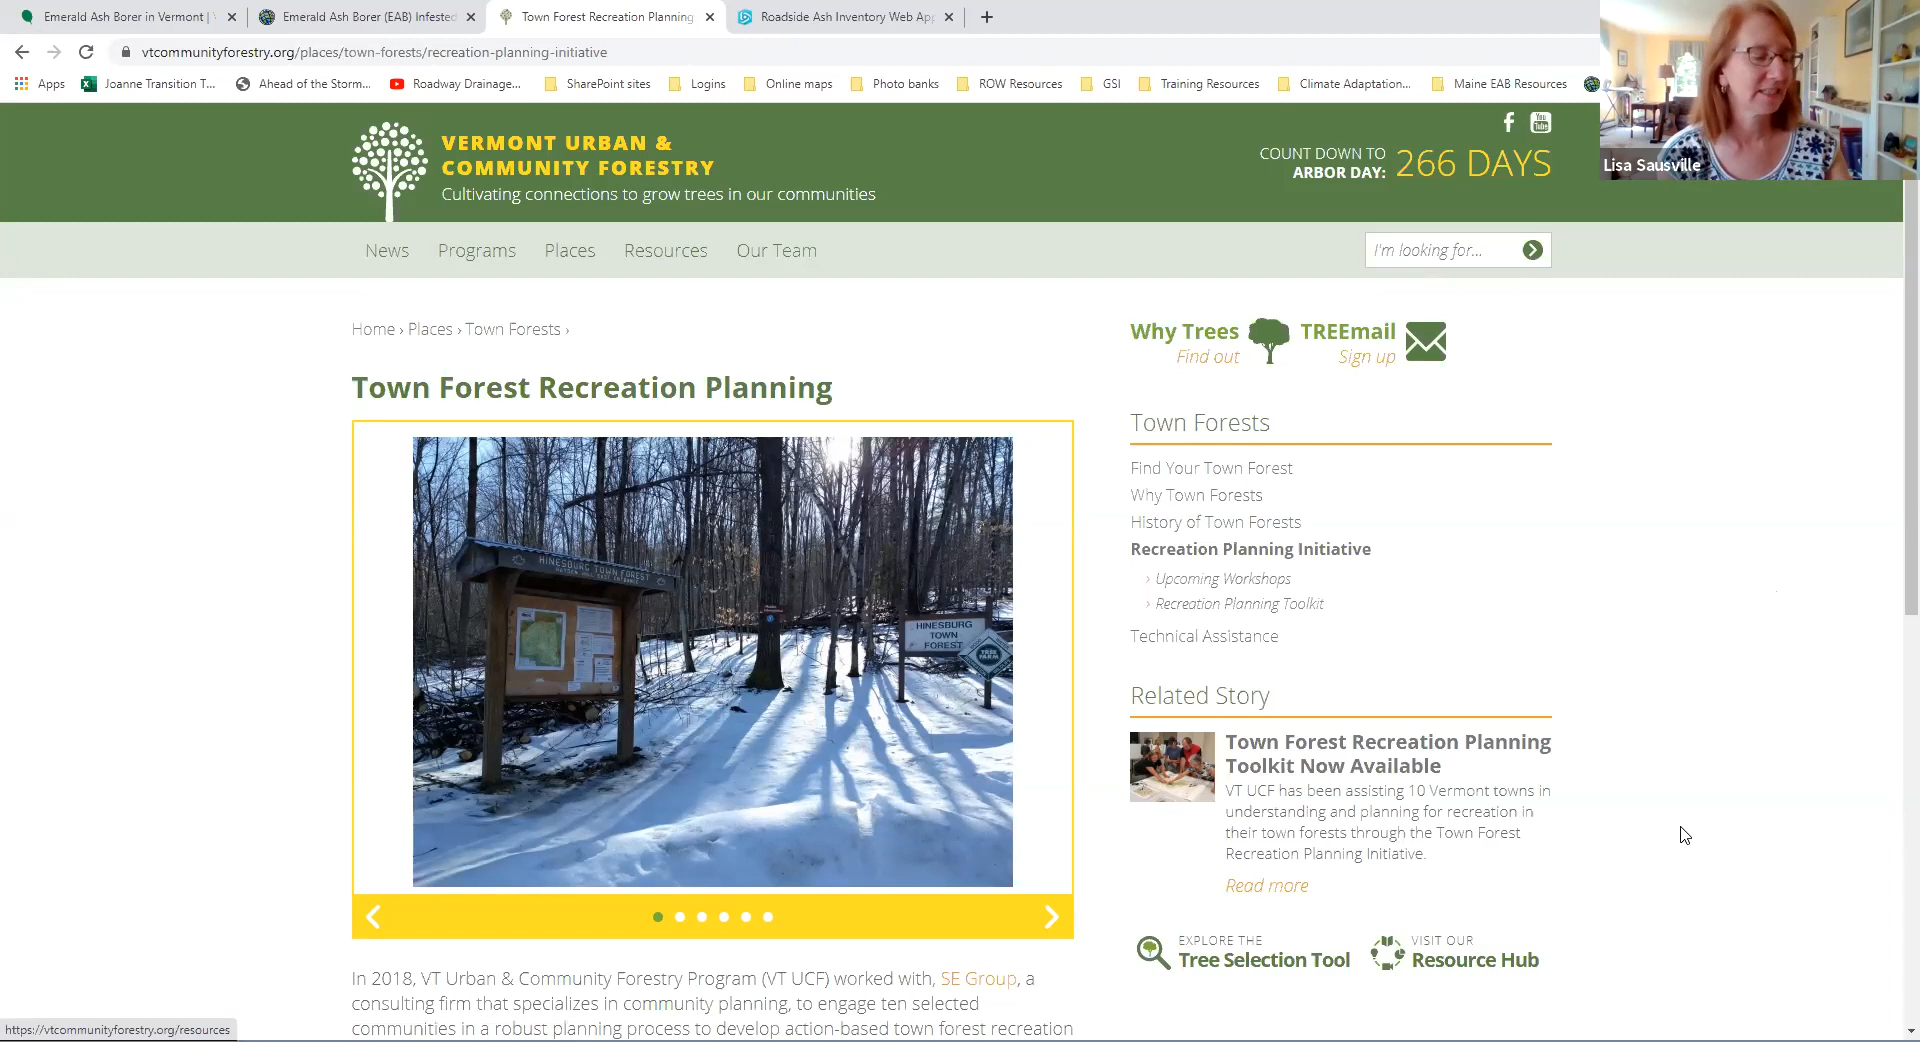 Emerald Ash Borer in Vermont |
Emerald Ash Borer (EAB) Infested
Town Forest Recreation Planning
Roadside Ash Inventory Web App
vtcommunityforestry.org/places/town-forests/recreation-planning-initiative
Apps
Joanne Transition T...
Ahead of the Storm...
Roadway Drainage...
SharePoint sites
Logins
Online maps
Photo banks
ROW Resources
GSI
Training Resources
Climate Adaptation...
Maine EAB Resources
Lisa Sausville
VERMONT URBAN &
COMMUNITY FORESTRY
Cultivating connections to grow trees in our communities
You
Tube
COUNT DOWN TO
ARBOR DAY:
266 DAYS
News
Programs
Places
Resources
Our Team
I'm looking for...
Home › Places › Town Forests ›
Town Forest Recreation Planning
HINESBURG TOWN FOREST
HINESBURG
TOWN
FOREST
TREE
FARM
In 2018, VT Urban & Community Forestry Program (VT UCF) worked with, SE Group, a
consulting firm that specializes in community planning, to engage ten selected
communities in a robust planning process to develop action-based town forest recreation
Why Trees
Find out
TREEmail
Sign up
Town Forests
Find Your Town Forest
Why Town Forests
History of Town Forests
Recreation Planning Initiative
› Upcoming Workshops
› Recreation Planning Toolkit
Technical Assistance
Related Story
Town Forest Recreation Planning
Toolkit Now Available
VT UCF has been assisting 10 Vermont towns in
understanding and planning for recreation in
their town forests through the Town Forest
Recreation Planning Initiative.
Read more
EXPLORE THE
Tree Selection Tool
VISIT OUR
Resource Hub
https://vtcommunityforestry.org/resources